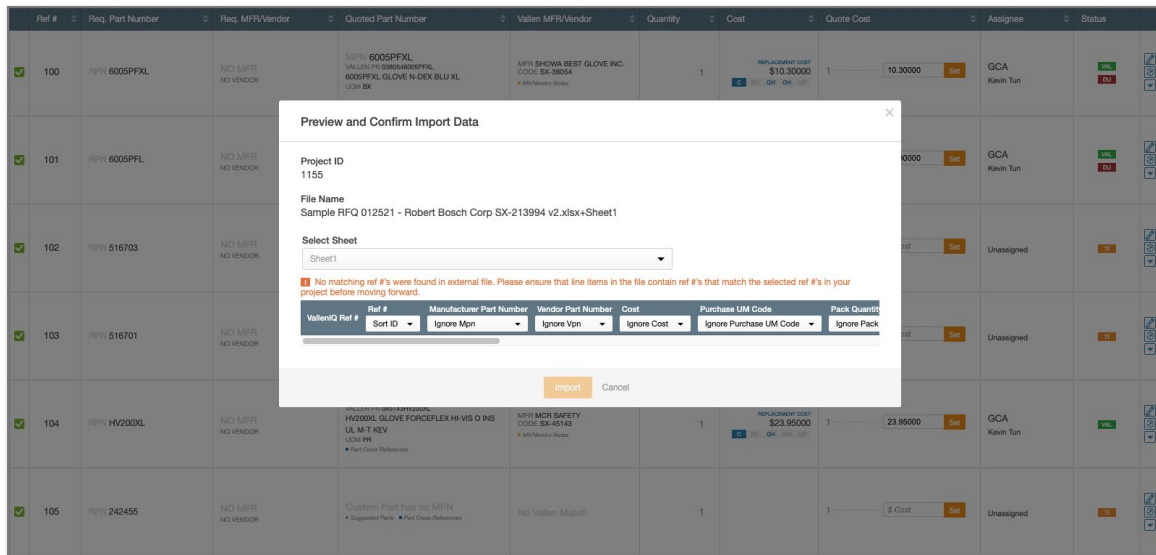 Ref # Req. Part Number Req. MFR/Vendor Quoted Part Number Vallen MFR/Vendor Quantity Cost Quote Cost Assignee Status
100 RPN 6005PFXL NO MFR
NO VENDOR
MPN 6005PFXL
VALLEN PN 0380546005PFXL
6005PFXL GLOVE N-DEX BLU XL
UOM BX
MFR SHOWA BEST GLOVE INC.
CODE SX-38054
Mfr/Vendor Notes
1
REPLACEMENT COST
$10.30000
C QH OH
1 10.30000 Set
GCA
Kevin Tun
VAL
DU
Preview and Confirm Import Data
Project ID
1155
File Name
Sample RFQ 012521 - Robert Bosch Corp SX-213994 v2.xlsx+Sheet1
Select Sheet
Sheet1
No matching ref #'s were found in external file. Please ensure that line items in the file contain ref #'s that match the selected ref #'s in your
project before moving forward.
VallenIQ Ref # Ref # Manufacturer Part Number Vendor Part Number Cost Purchase UM Code Pack Quantity
Sort ID Ignore Mpn Ignore Vpn Ignore Cost Ignore Purchase UM Code Ignore Pack
Import Cancel
101 RPN 6005PFL NO MFR
NO VENDOR
0000 Set
GCA
Kevin Tun
VAL
DU
102 RPN 516703 NO MFR
NO VENDOR
Set
Unassigned
TI
103 RPN 516701 NO MFR
NO VENDOR
Set
Unassigned
TI
104 RPN HV200XL NO MFR
NO VENDOR
HV200XL GLOVE FORCEFLEX HI-VIS O INS
UL M-T KEV
UOM PR
Part Cross References
MFR MCR SAFETY
CODE SX-45143
Mfr/Vendor Notes
1
REPLACEMENT COST
$23.95000
C QH
1 23.95000 Set
GCA
Kevin Tun
VAL
105 RPN 242455 NO MFR
NO VENDOR
Custom Part has no MPN
Suggested Parts Part Cross References
No Vallen Match
1
1 $ Cost Set
Unassigned
TI